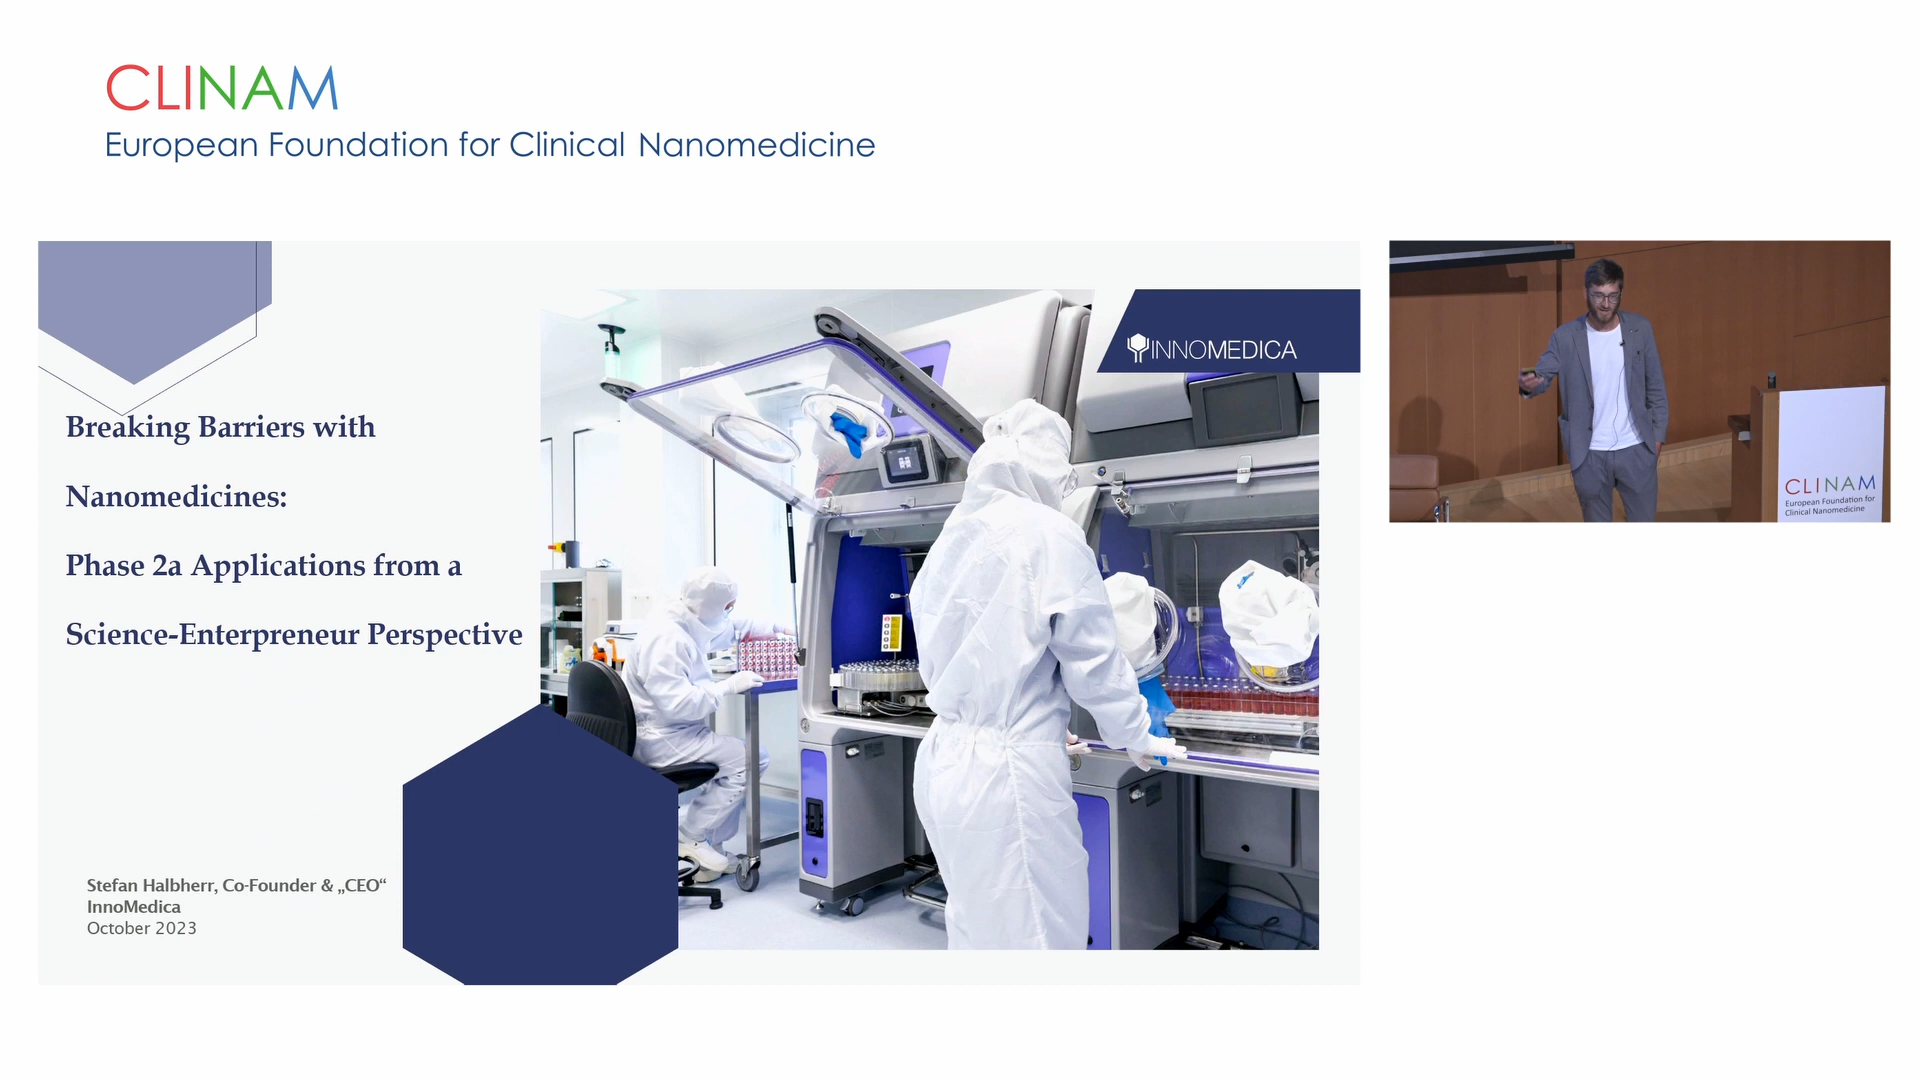 CLINAM
European Foundation for Clinical Nanomedicine
INNOMEDICA
Breaking Barriers with
Nanomedicines:
Phase 2a Applications from a
Science-Enterpreneur Perspective
Stefan Halbherr, Co-Founder & „CEO“
InnoMedica
October 2023
CLINAM
European Foundation for
Clinical Nanomedicine